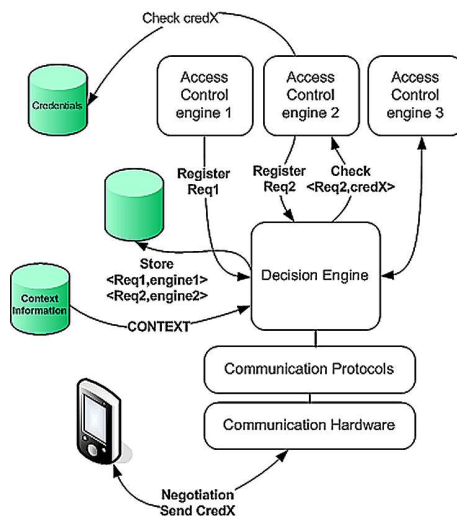 Check credX
Credentials
Access
Control
engine 1
Access
Control
engine 2
Access
Control
engine 3
Register
Req1
Register
Req2
Check
<Req2,credX>
Store
<Req1,engine1>
<Req2,engine2>
Decision Engine
Context
Information
CONTEXT
Communication Protocols
Communication Hardware
Negotiation
Send CredX